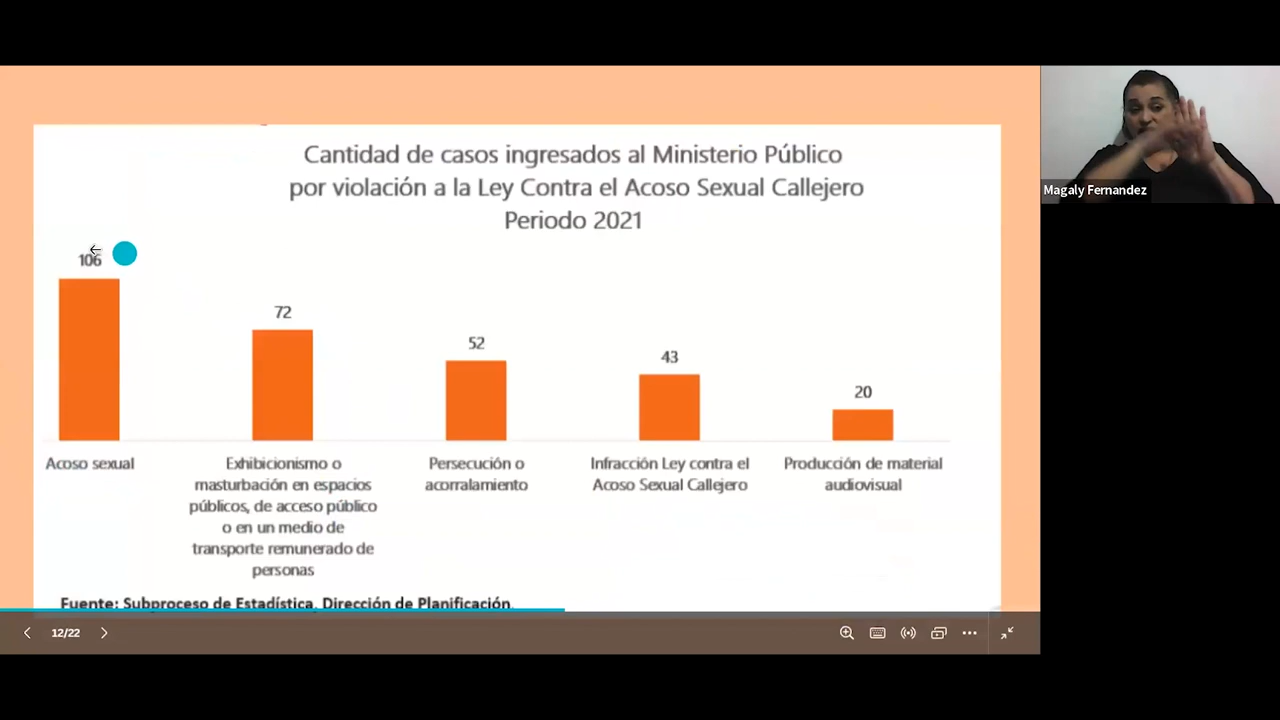 Cantidad de casos ingresados al Ministerio Público
por violación a la Ley Contra el Acoso Sexual Callejero
Periodo 2021
106
72
52
43
20
Acoso sexual
Exhibicionismo o
masturbación en espacios
públicos, de acceso público
o en un medio de
transporte remunerado de
personas
Persecución o
acorralamiento
Infracción Ley contra el
Acoso Sexual Callejero
Producción de material
audiovisual
Fuente: Subproceso de Estadística, Dirección de Planificación.
12/22
Magaly Fernandez